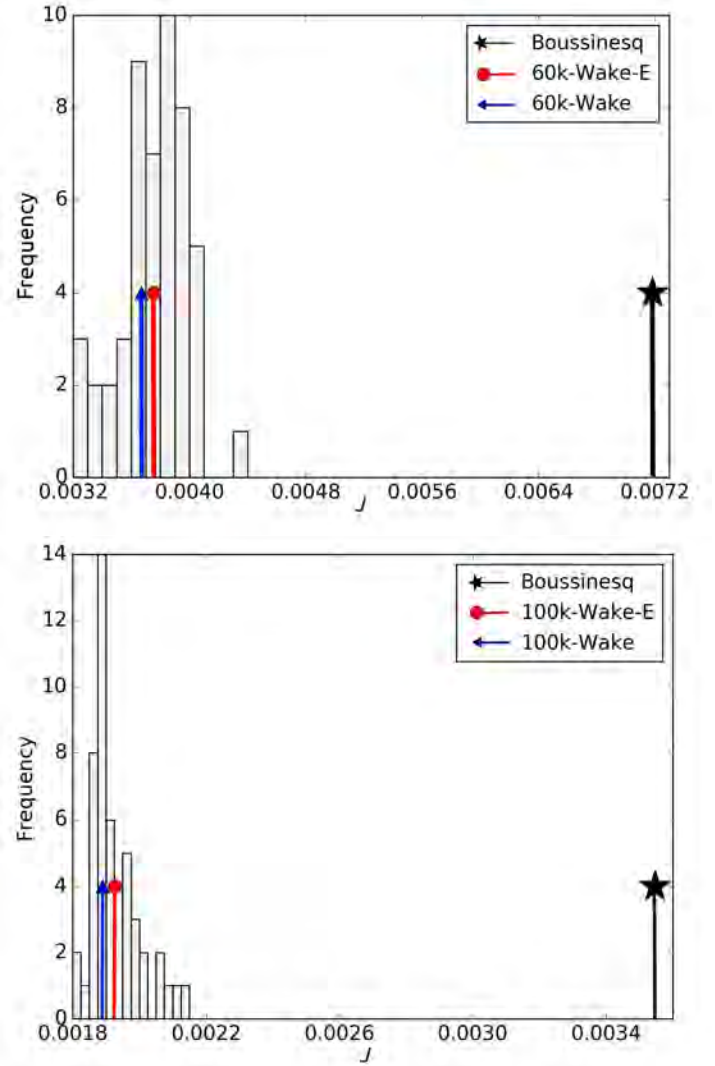 10
8
6
4
2
0
Frequency
0.0032 0.0040 0.0048 0.0056 0.0064 0.0072
J
Boussinesq
60k-Wake-E
60k-Wake
14
12
10
8
6
4
2
0
Frequency
0.0018 0.0022 0.0026 0.0030 0.0034
J
Boussinesq
100k-Wake-E
100k-Wake